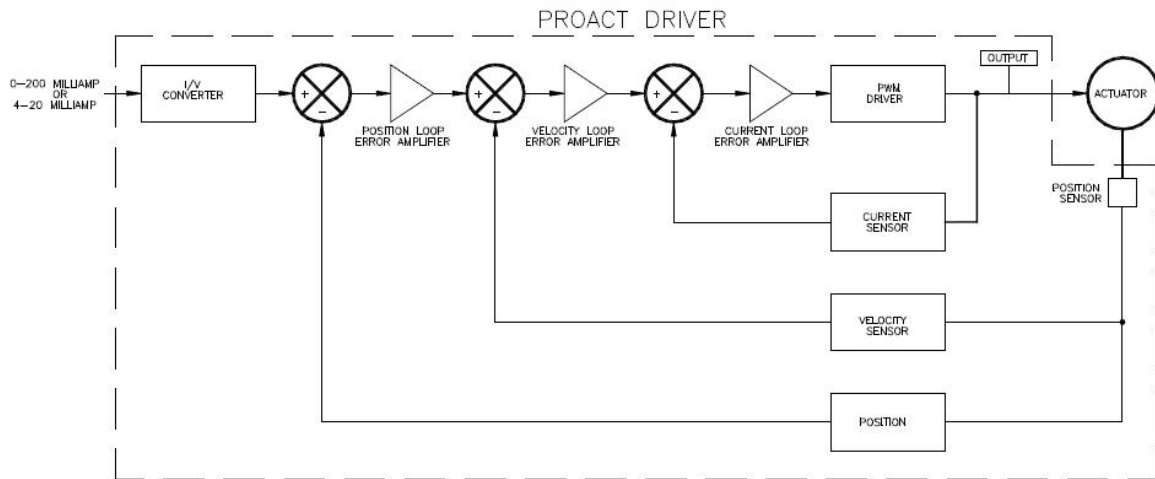 PROACT DRIVER
0-200 MILLIAMP
OR
4-20 MILLIAMP
I/V
CONVERTER
+
-
POSITION LOOP
ERROR AMPLIFIER
+
-
VELOCITY LOOP
ERROR AMPLIFIER
+
-
CURRENT LOOP
ERROR AMPLIFIER
PWM
DRIVER
OUTPUT
ACTUATOR
POSITION
SENSOR
CURRENT
SENSOR
VELOCITY
SENSOR
POSITION